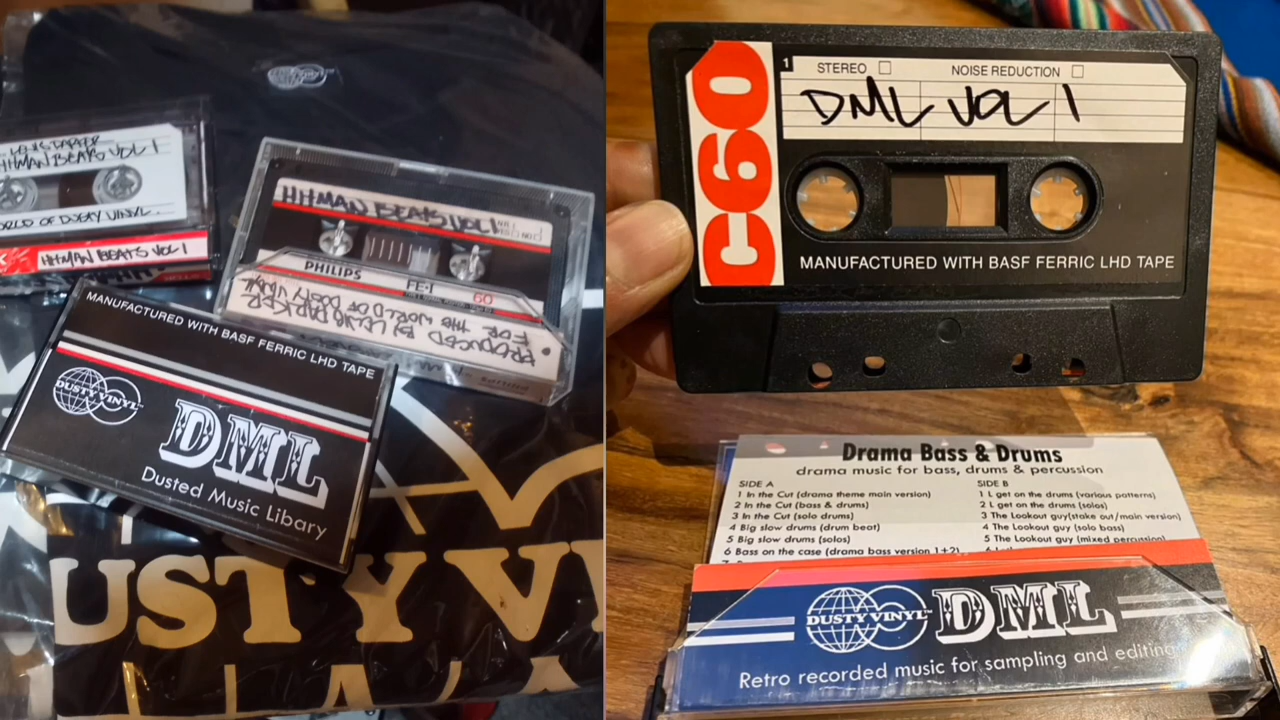 DUSTY VINYL
LEWIS PARKER
HITMAN BEATS VOL 1
WORLD OF DUSTY VINYL
HITMAN BEATS VOL 1
HITMAN BEATS VOL 1
PHILIPS
FE-I
60
PRODUCED BY LEWIS PARKER
FOR THE WORLD OF DUSTY VINYL
MANUFACTURED WITH BASF FERRIC LHD TAPE
DUSTY VINYL
DML
Dusted Music Libary
USTY VI
C60
1
STEREO
NOISE REDUCTION
DML VOL 1
MANUFACTURED WITH BASF FERRIC LHD TAPE
Drama Bass & Drums
drama music for bass, drums & percussion
SIDE A
1 In the Cut (drama theme main version)
2 In the Cut (bass & drums)
3 In the Cut (solo drums)
4 Big slow drums (drum beat)
5 Big slow drums (solos)
6 Bass on the case (drama bass version 1+2)
SIDE B
1 L get on the drums (various patterns)
2 L get on the drums (solos)
3 The Lookout guy(stake out/main version)
4 The Lookout guy (solo bass)
5 The Lookout guy (mixed percussion)
DUSTY VINYL
DML
Retro recorded music for sampling and editing